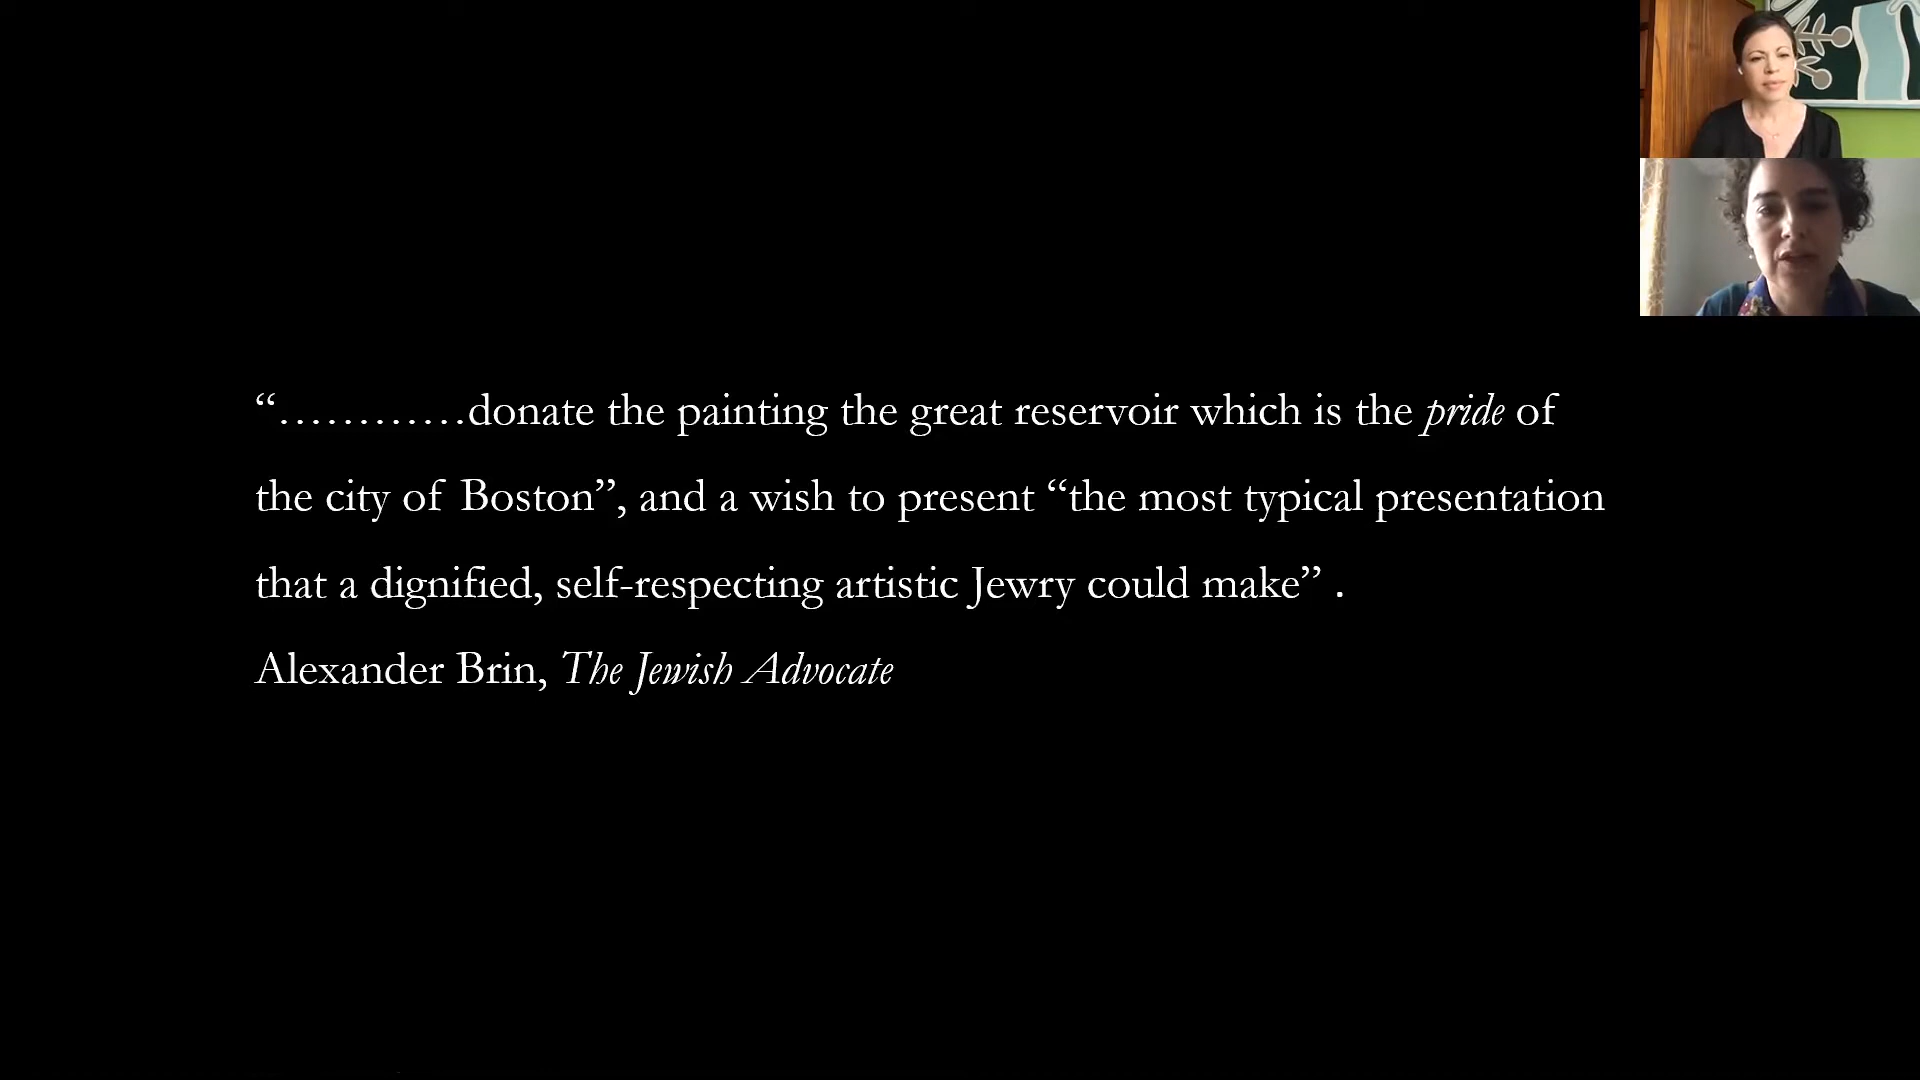 “…………donate the painting the great reservoir which is the pride of
the city of Boston”, and a wish to present “the most typical presentation
that a dignified, self-respecting artistic Jewry could make” .
Alexander Brin, The Jewish Advocate